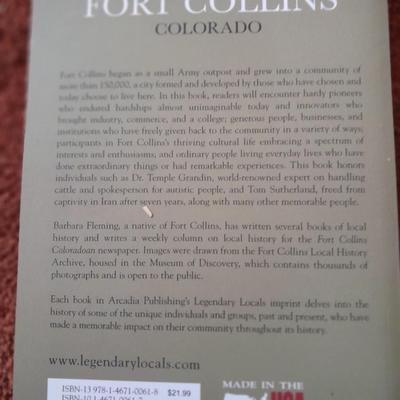 FORT COLLINS
COLORADO
Fort Collins began as a small Army outpost and grew into a community of
more than 150,000, a city formed and developed by those who have chosen and
today choose to live here. In this book, readers will encounter hardy pioneers
who endured hardships almost unimaginable today and innovators who
brought industry, commerce, and a college; generous people, businesses, and
institutions who have freely given back to the community in a variety of ways;
participants in Fort Collins's thriving cultural life embracing a spectrum of
interests and enthusiasms; and ordinary people living everyday lives who have
done extraordinary things or had remarkable experiences. This book honors
individuals such as Dr. Temple Grandin, world-renowned expert on handling
cattle and spokesperson for autistic people, and Tom Sutherland, freed from
captivity in Iran after seven years, along with many other memorable people.
Barbara Fleming, a native of Fort Collins, has written several books of local
history and writes a weekly column on local history for the Fort Collins
Coloradoan newspaper. Images were drawn from the Fort Collins Local History
Archive, housed in the Museum of Discovery, which contains thousands of
photographs and is open to the public.
Each book in Arcadia Publishing's Legendary Locals imprint delves into the
history of some of the unique individuals and groups, past and present, who have
made a memorable impact on their community throughout its history.
www.legendarylocals.com
ISBN-13 978-1-4671-0061-8
$21.99
ISBN-10 1-4671-0061-7
MADE IN THE
USA